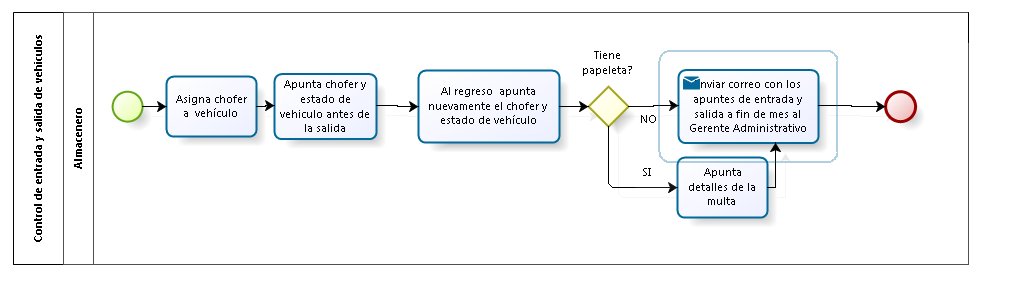 Control de entrada y salida de vehiculos
Almacenero
Asigna chofer
a vehículo
Apunta chofer y
estado de
vehiculo antes de
la salida
Al regreso apunta
nuevamente el chofer y
estado de vehículo
Tiene
papeleta?
NO
SI
nviar correo con los
apuntes de entrada y
salida a fin de mes al
Gerente Administrativo
Apunta
detalles de la
multa